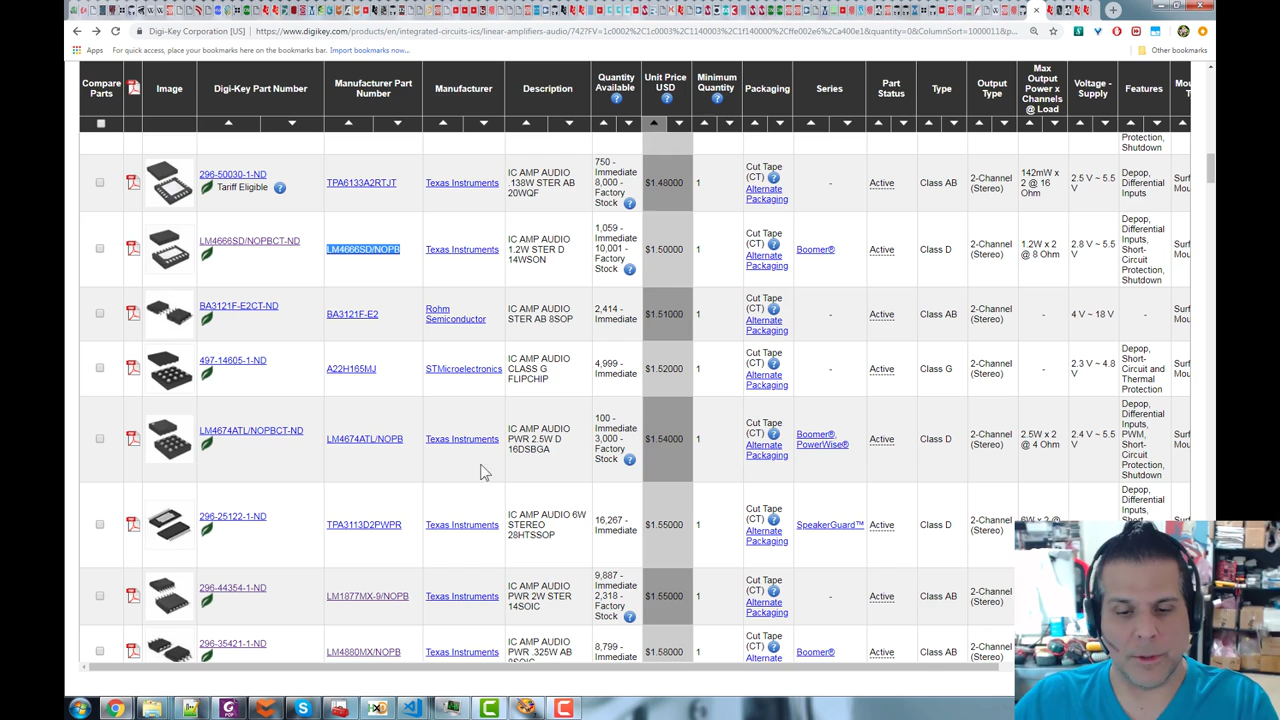 Digi-Key Corporation [US] | https://www.digikey.com/products/en/integrated-circuits-ics/linear-amplifiers-audio/742?FV=1c0002%2C1c0003%2C1140003%2C1f140000%2Cffe002e6%2Ca400e1&quantity=0&ColumnSort=1000011&p...
Apps For quick access, place your bookmarks here on the bookmarks bar. Import bookmarks now... Other bookmarks
Compare Parts Image Digi-Key Part Number Manufacturer Part Number Manufacturer Description Quantity Available Unit Price USD Minimum Quantity Packaging Series Part Status Type Output Type Max Output Power x Channels @ Load Voltage - Supply Features
Protection, Shutdown
296-50030-1-ND Tariff Eligible TPA6133A2RTJT Texas Instruments IC AMP AUDIO .138W STER AB 20WQF 750 - Immediate 8,000 - Factory Stock $1.48000 1 Cut Tape (CT) Alternate Packaging - Active Class AB 2-Channel (Stereo) 142mW x 2 @ 16 Ohm 2.5 V ~ 5.5 V Depop, Differential Inputs
LM4666SD/NOPBCT-ND LM4666SD/NOPB Texas Instruments IC AMP AUDIO 1.2W STER D 14WSON 1,059 - Immediate 10,001 - Factory Stock $1.50000 1 Cut Tape (CT) Alternate Packaging Boomer® Active Class D 2-Channel (Stereo) 1.2W x 2 @ 8 Ohm 2.8 V ~ 5.5 V Depop, Differential Inputs, Short-Circuit Protection, Shutdown
BA3121F-E2CT-ND BA3121F-E2 Rohm Semiconductor IC AMP AUDIO STER AB 8SOP 2,414 - Immediate $1.51000 1 Cut Tape (CT) Alternate Packaging - Active Class AB 2-Channel (Stereo) - 4 V ~ 18 V -
497-14605-1-ND A22H165MJ STMicroelectronics IC AMP AUDIO CLASS G FLIPCHIP 4,999 - Immediate $1.52000 1 Cut Tape (CT) Alternate Packaging - Active Class G 2-Channel (Stereo) - 2.3 V ~ 4.8 V Depop, Short-Circuit and Thermal Protection
LM4674ATL/NOPBCT-ND LM4674ATL/NOPB Texas Instruments IC AMP AUDIO PWR 2.5W D 16DSBGA 100 - Immediate 3,000 - Factory Stock $1.54000 1 Cut Tape (CT) Alternate Packaging Boomer®, PowerWise® Active Class D 2-Channel (Stereo) 2.5W x 2 @ 4 Ohm 2.4 V ~ 5.5 V Depop, Differential Inputs, PWM, Short-Circuit Protection, Shutdown
296-25122-1-ND TPA3113D2PWPR Texas Instruments IC AMP AUDIO 6W STEREO 28HTSSOP 16,267 - Immediate $1.55000 1 Cut Tape (CT) Alternate Packaging SpeakerGuard™ Active Class D 2-Channel (Stereo) Depop, Differential Inputs,
296-44354-1-ND LM1877MX-9/NOPB Texas Instruments IC AMP AUDIO PWR 2W STER 14SOIC 9,887 - Immediate 2,318 - Factory Stock $1.55000 1 Cut Tape (CT) Alternate Packaging - Active Class AB 2-Channel (Stereo)
296-35421-1-ND LM4880MX/NOPB Texas Instruments IC AMP AUDIO PWR .325W AB 8SOIC 8,799 - Immediate $1.58000 1 Cut Tape (CT) Alternate Boomer® Active Class AB 2-Channel (Stereo)